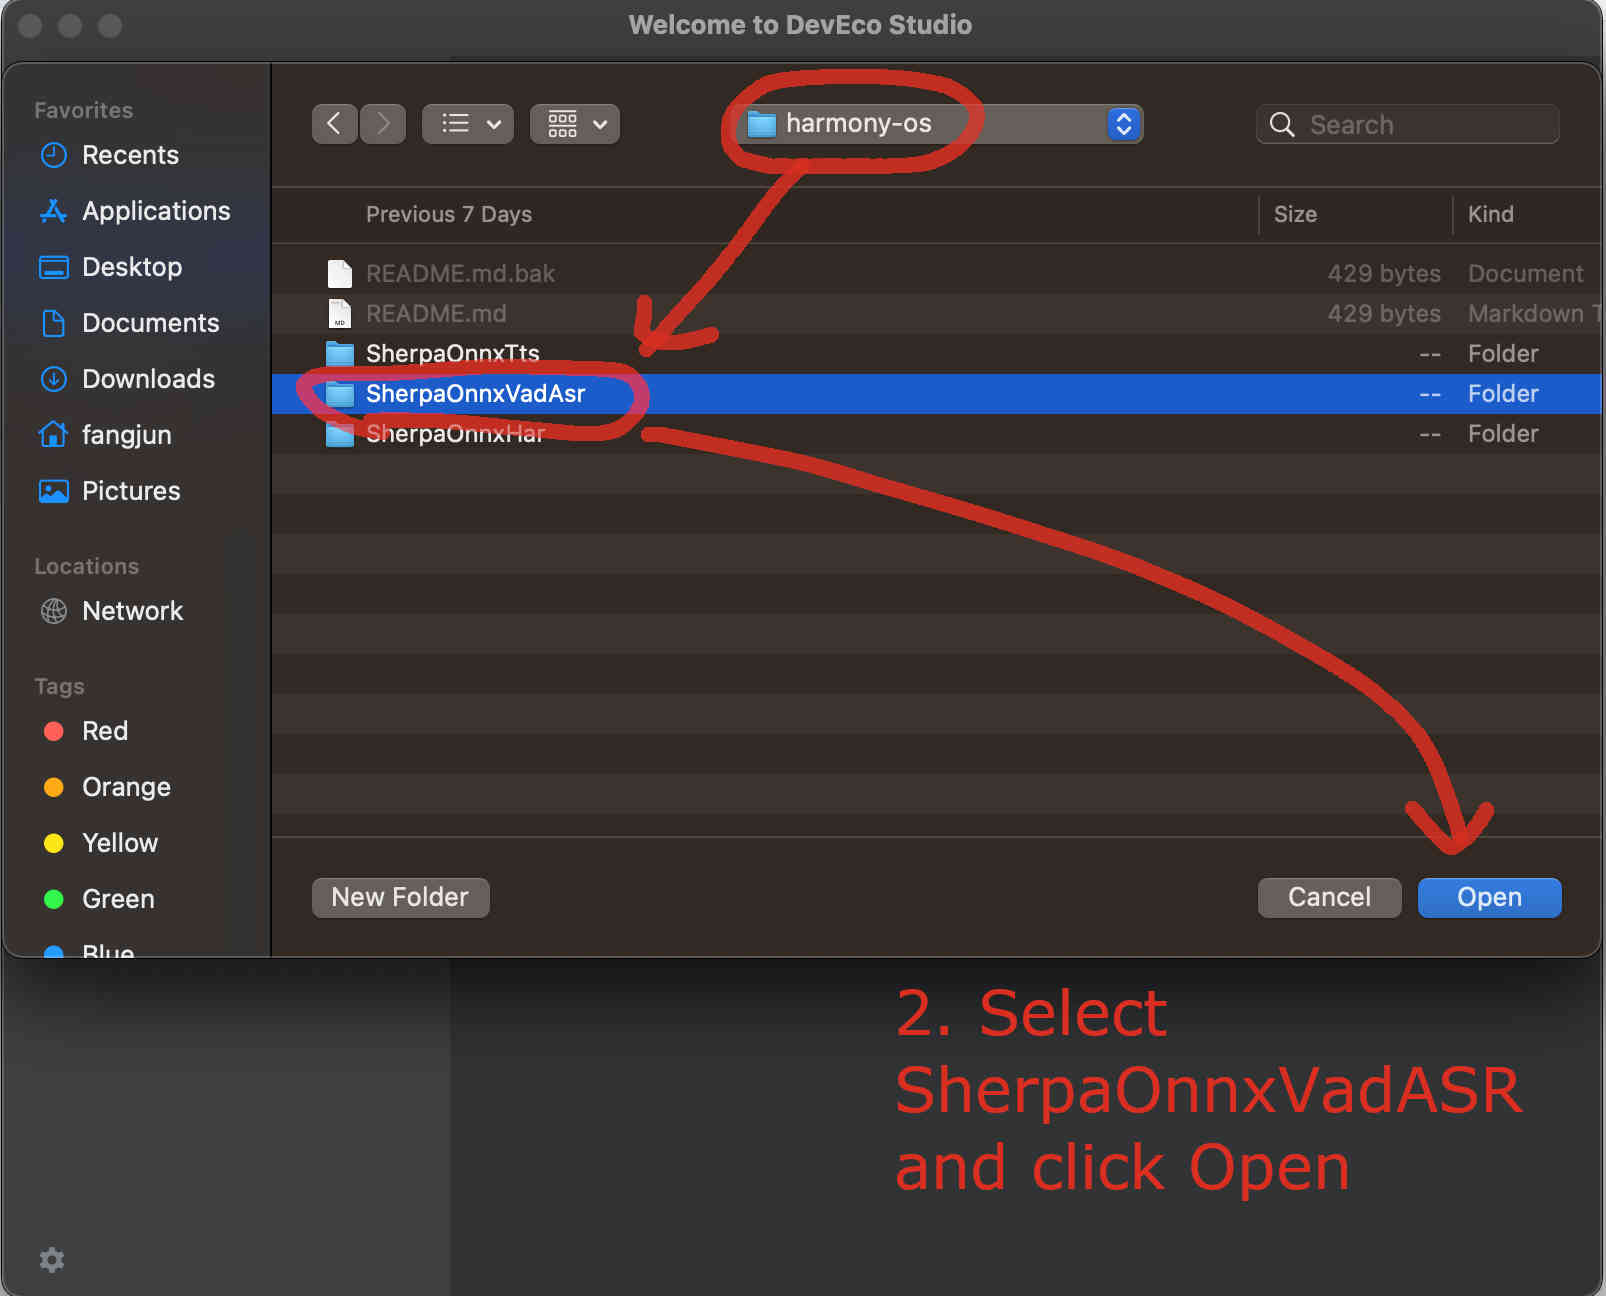 Welcome to DevEco Studio
Favorites
Recents
Applications
Desktop
Documents
Downloads
fangjun
Pictures
Locations
Network
Tags
Red
Orange
Yellow
Green
Blue
harmony-os
Search
Previous 7 Days Size Kind
README.md.bak 429 bytes Document
README.md 429 bytes Markdown T
SherpaOnnxTts -- Folder
SherpaOnnxVadAsr -- Folder
SherpaOnnxHar -- Folder
New Folder Cancel Open
2. Select
SherpaOnnxVadASR
and click Open